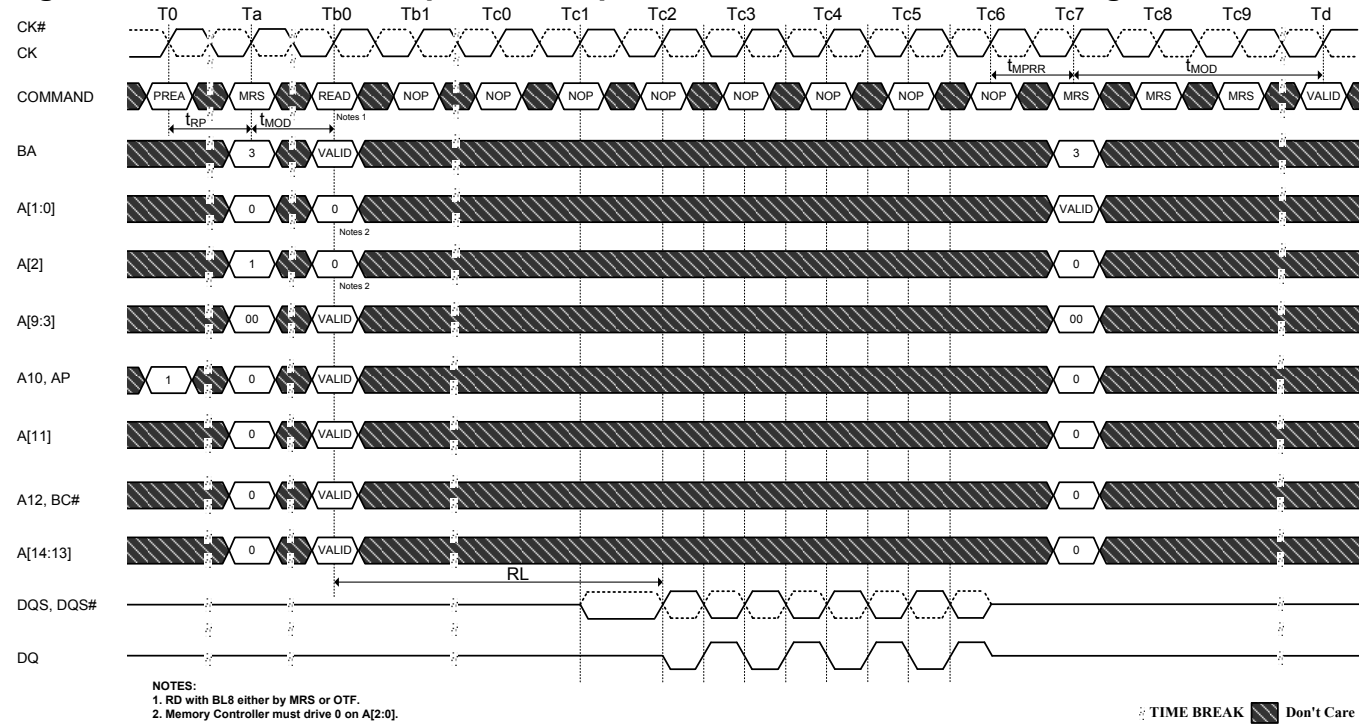 T0 Ta Tb0 Tb1 Tc0 Tc1 Tc2 Tc3 Tc4 Tc5 Tc6 Tc7 Tc8 Tc9 Td
CK#
CK
tMPRR tMOD
COMMAND PREA MRS READ NOP NOP NOP NOP NOP NOP NOP NOP MRS MRS MRS VALID
Notes 1
tRP tMOD
BA 3 VALID 3
A[1:0] 0 0 VALID
Notes 2
A[2] 1 0 0
Notes 2
A[9:3] 00 VALID 00
A10, AP 1 0 VALID 0
A[11] 0 VALID 0
A12, BC# 0 VALID 0
A[14:13] 0 VALID 0
RL
DQS, DQS#
DQ
NOTES:
1. RD with BL8 either by MRS or OTF.
2. Memory Controller must drive 0 on A[2:0].
TIME BREAK Don't Care